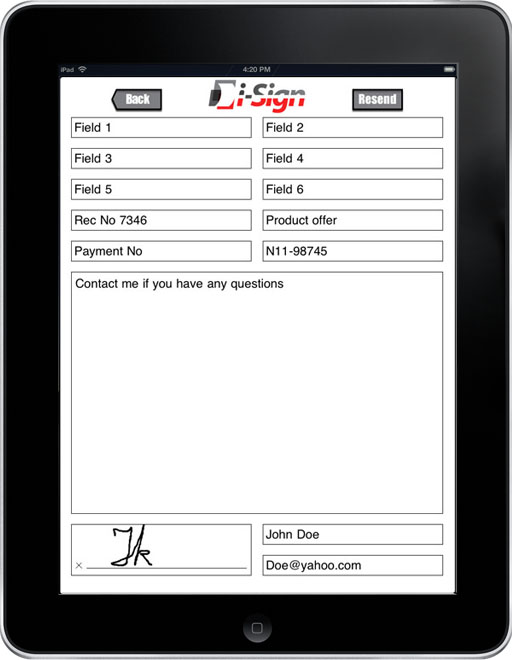 iPad 4:20 PM
Back i-Sign Resend
Field 1 Field 2
Field 3 Field 4
Field 5 Field 6
Rec No 7346 Product offer
Payment No N11-98745
Contact me if you have any questions
John Doe
× Doe@yahoo.com